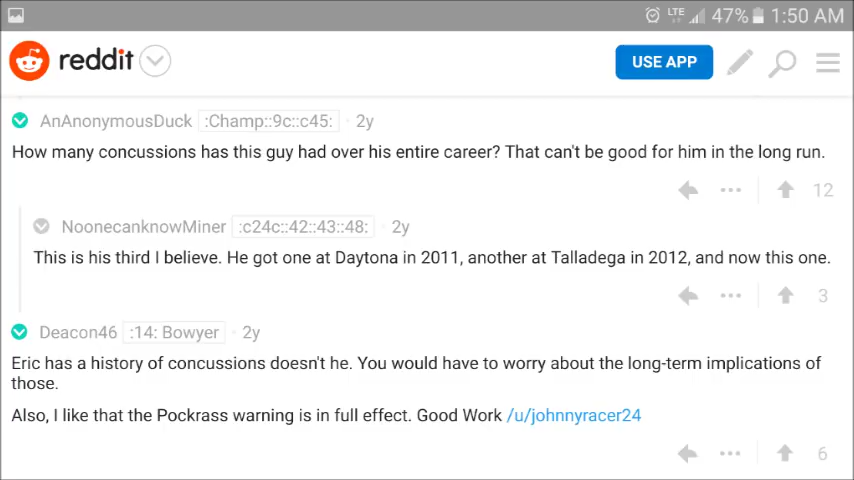 LTE 47% 1:50 AM
reddit USE APP
AnAnonymousDuck :Champ::9c::c45: · 2y
How many concussions has this guy had over his entire career? That can't be good for him in the long run.
12
NoonecanknowMiner :c24c::42::43::48: · 2y
This is his third I believe. He got one at Daytona in 2011, another at Talladega in 2012, and now this one.
3
Deacon46 :14: Bowyer · 2y
Eric has a history of concussions doesn't he. You would have to worry about the long-term implications of
those.
Also, I like that the Pockrass warning is in full effect. Good Work /u/johnnyracer24
6